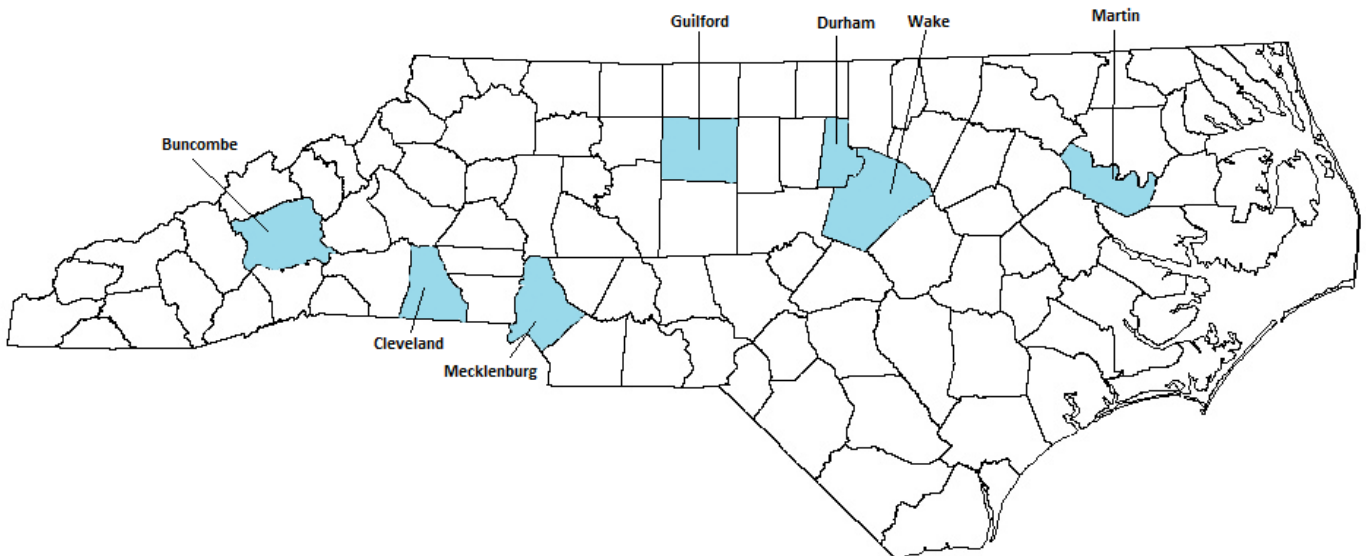 Martin
Guilford
Durham
Wake
Buncombe
Cleveland
Mecklenburg